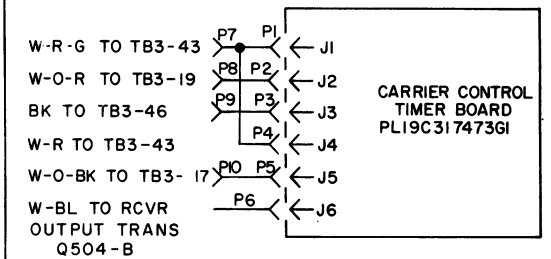 W-R-G TO TB3-43 P7 P1 J1
W-O-R TO TB3-19 P8 P2 J2
BK TO TB3-46 P9 P3 J3
W-R TO TB3-43 P4 J4
W-O-BK TO TB3-17 P10 P5 J5
W-BL TO RCVR P6 J6
OUTPUT TRANS
Q504-B
CARRIER CONTROL
TIMER BOARD
PL19C317473G1